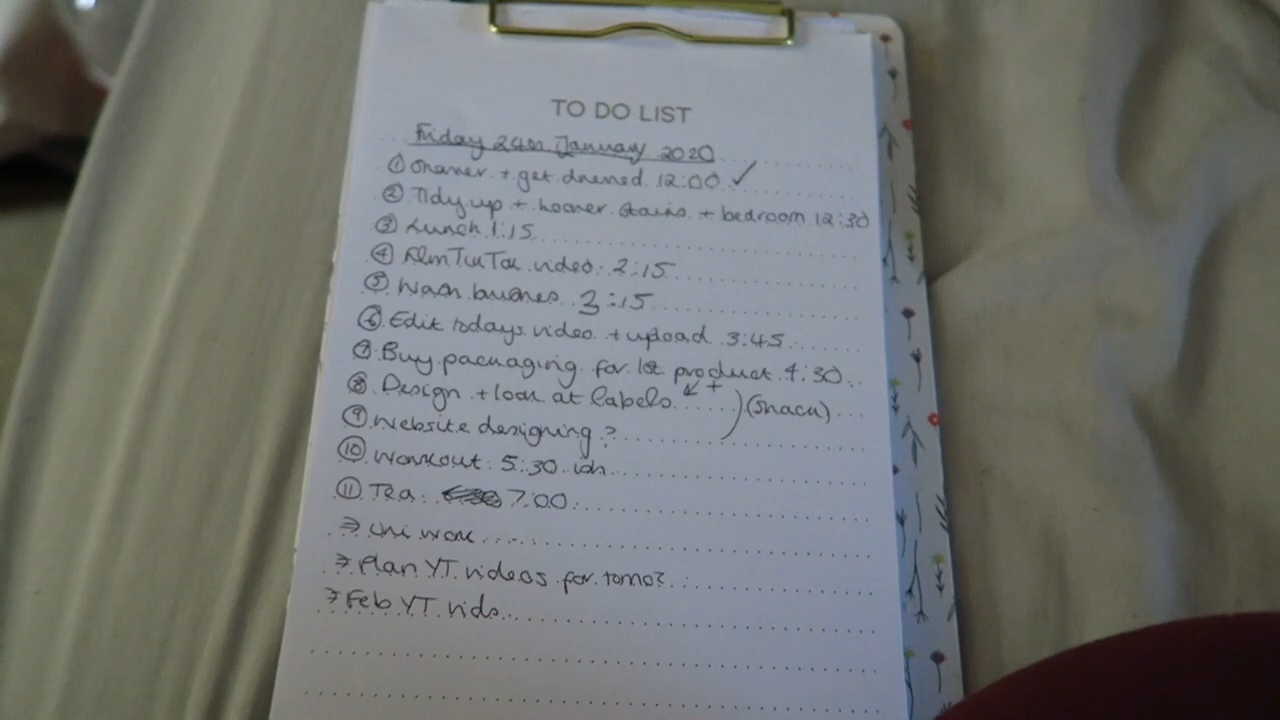 TO DO LIST
Friday 24th January 2020
① Shower + get dressed 12:00 ✓
② Tidy up + hoover stairs + bedroom 12:30
③ Lunch 1:15
④ Film TikTok video 2:15
⑤ Wash brushes 3:15
⑥ Edit todays video + upload 3:45
⑦ Buy packaging for 1st product 4:30
⑧ Design + look at labels ↙ + (snack)
⑨ Website designing?
⑩ Workout 5:30 ish
⑪ Tea 7:00
→ Uni work
→ Plan YT videos for tomo?
→ Feb YT vids